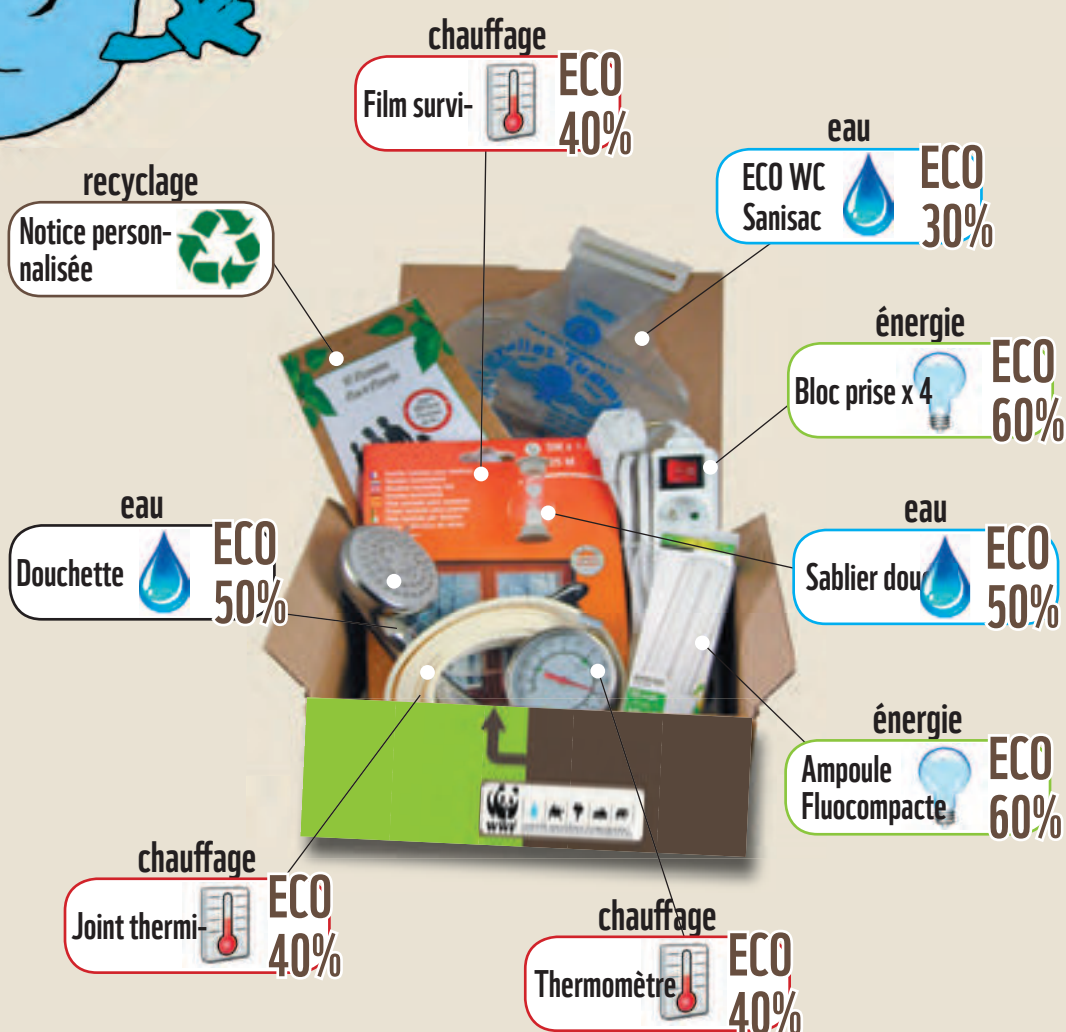 chauffage
Film survi-
ECO
40%
eau
ECO WC
Sanisac
ECO
30%
recyclage
Notice person-
nalisée
énergie
Bloc prise x 4
ECO
60%
eau
Douchette
ECO
50%
eau
Sablier dou
ECO
50%
énergie
Ampoule
Fluocompacte
ECO
60%
WWF
chauffage
Joint thermi-
ECO
40%
chauffage
Thermomètre
ECO
40%